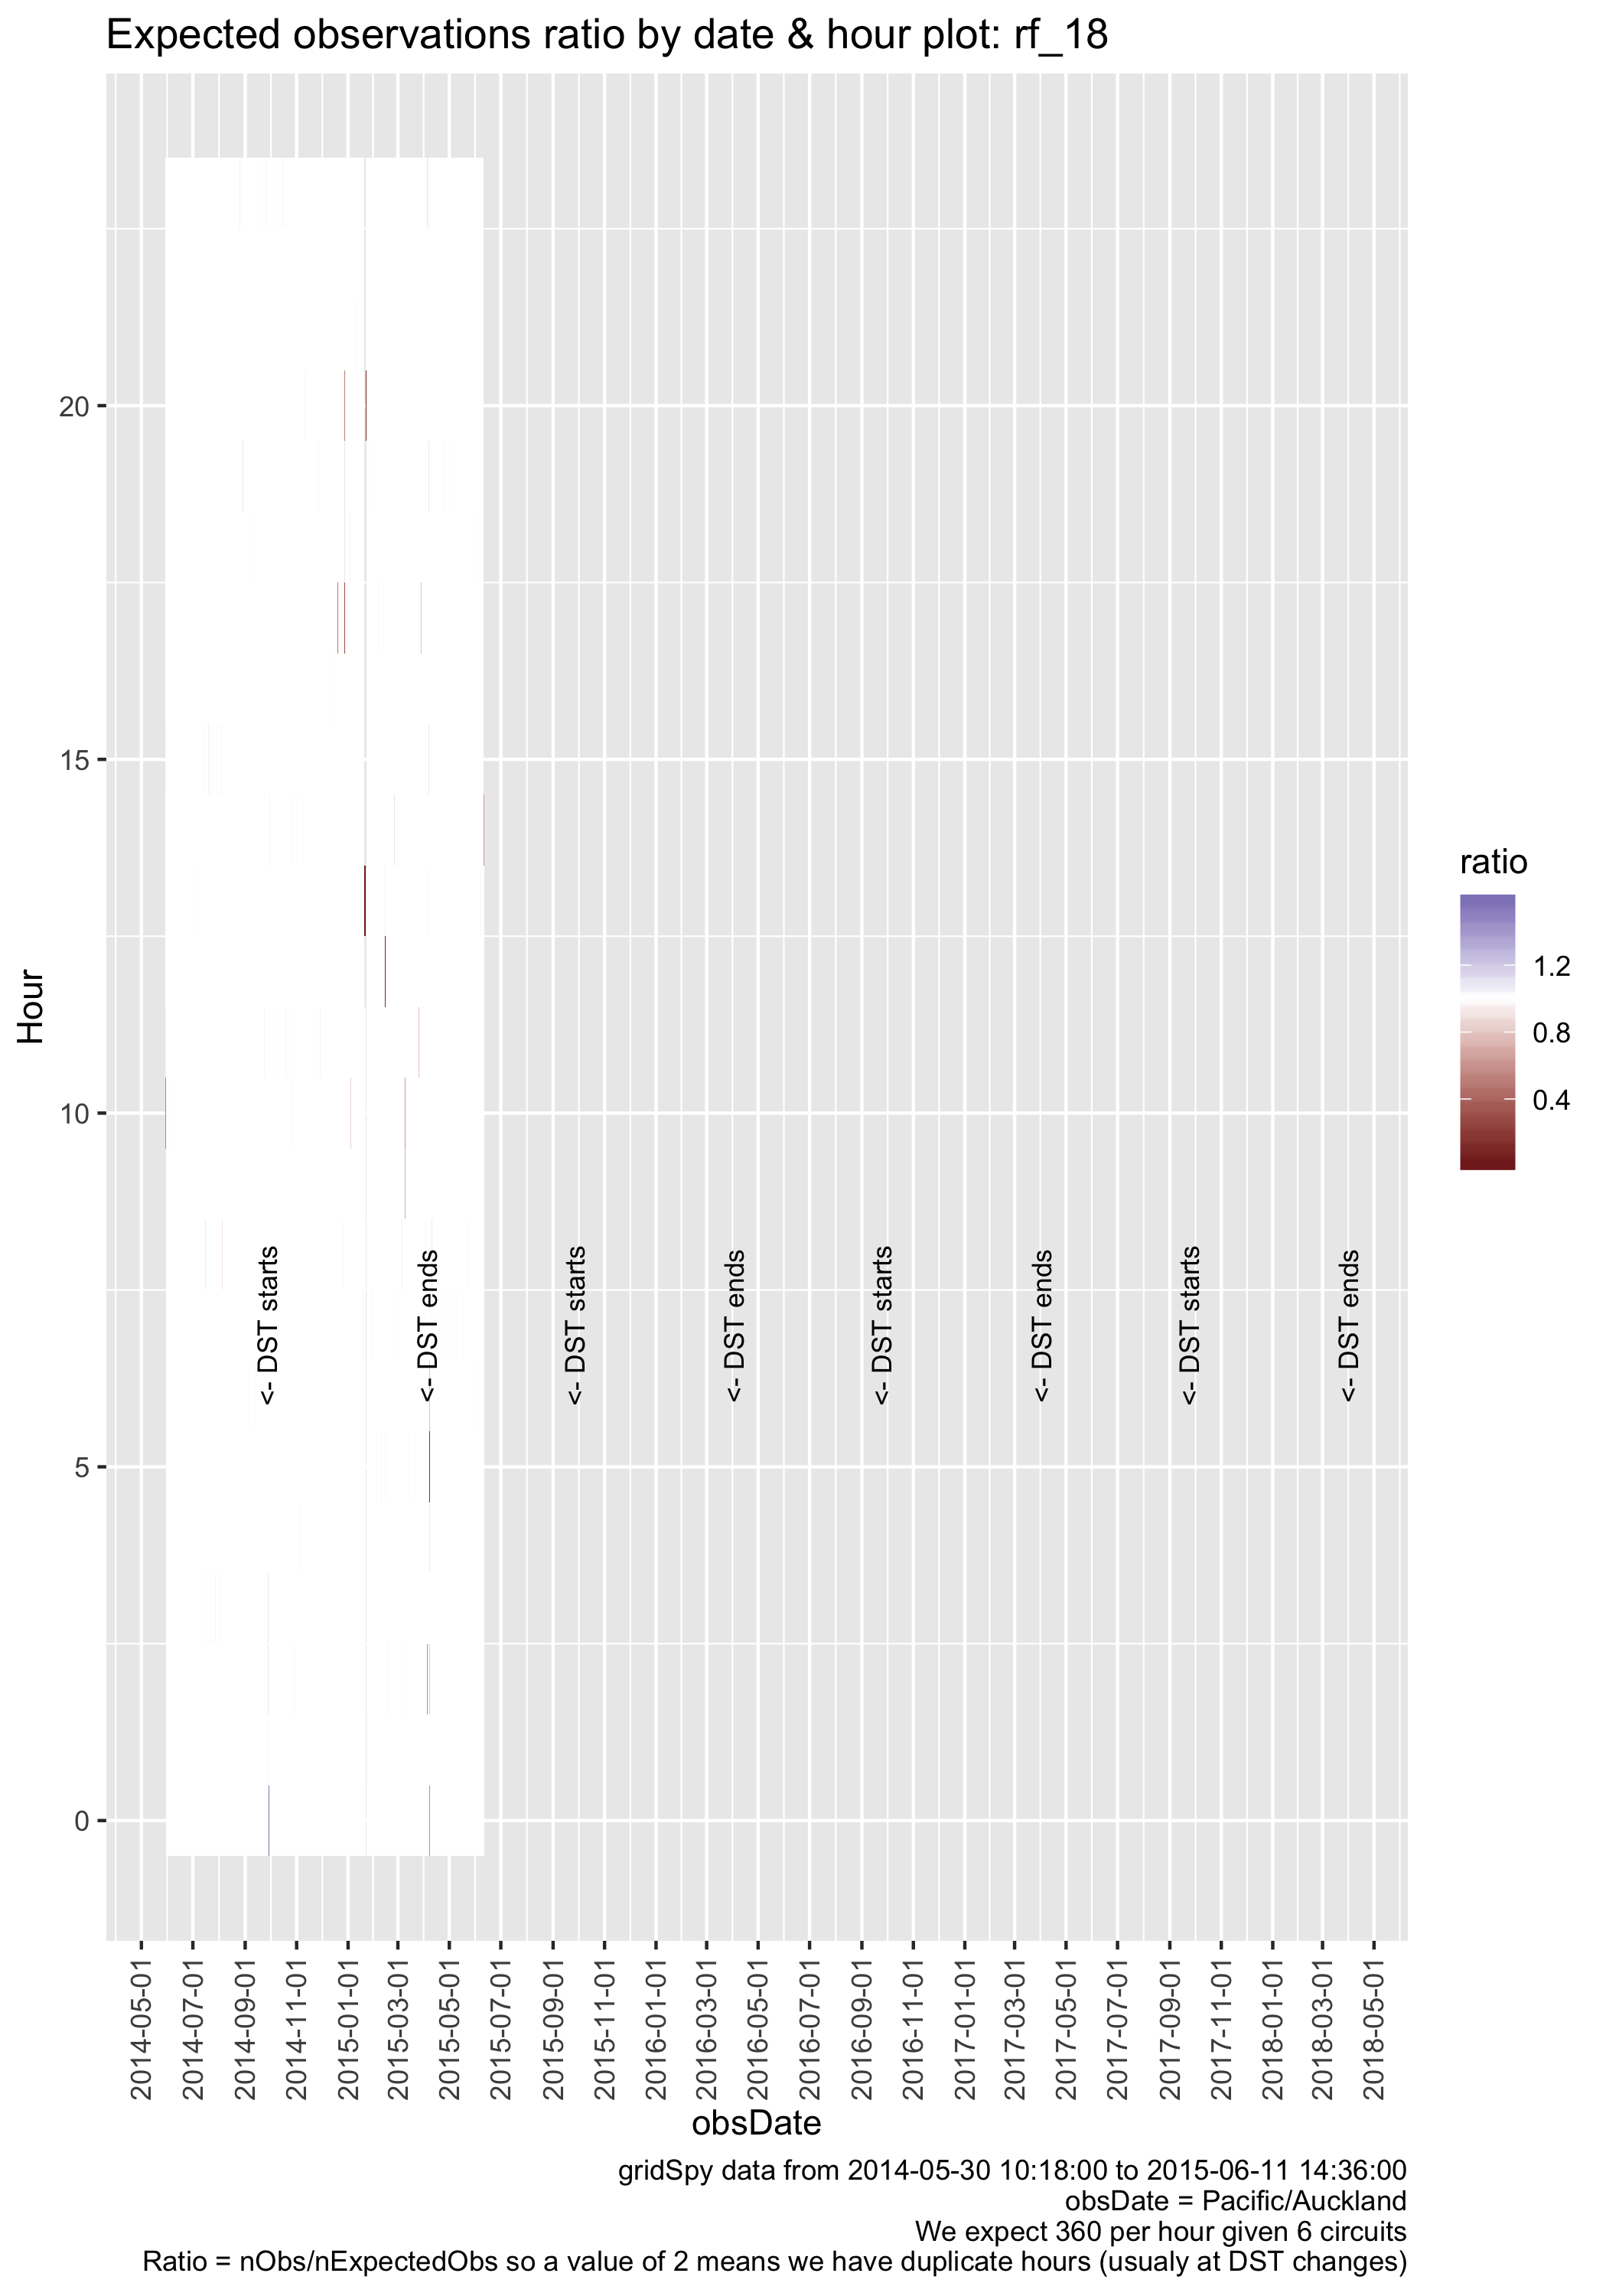 Expected observations ratio by date & hour plot: rf_18
20
15
10
5
0
Hour
<- DST starts
<- DST ends
<- DST starts
<- DST ends
<- DST starts
<- DST ends
<- DST starts
<- DST ends
ratio
1.2
0.8
0.4
2014-05-01
2014-07-01
2014-09-01
2014-11-01
2015-01-01
2015-03-01
2015-05-01
2015-07-01
2015-09-01
2015-11-01
2016-01-01
2016-03-01
2016-05-01
2016-07-01
2016-09-01
2016-11-01
2017-01-01
2017-03-01
2017-05-01
2017-07-01
2017-09-01
2017-11-01
2018-01-01
2018-03-01
2018-05-01
obsDate
gridSpy data from 2014-05-30 10:18:00 to 2015-06-11 14:36:00
obsDate = Pacific/Auckland
We expect 360 per hour given 6 circuits
Ratio = nObs/nExpectedObs so a value of 2 means we have duplicate hours (usualy at DST changes)